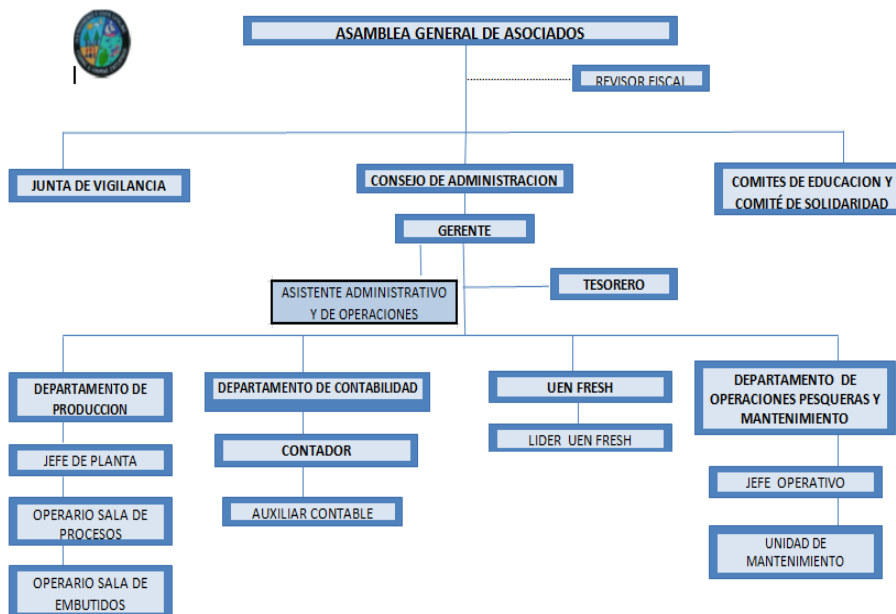 ASAMBLEA GENERAL DE ASOCIADOS
REVISOR FISCAL
JUNTA DE VIGILANCIA
CONSEJO DE ADMINISTRACION
COMITES DE EDUCACION Y
COMITÉ DE SOLIDARIDAD
GERENTE
ASISTENTE ADMINISTRATIVO
Y DE OPERACIONES
TESORERO
DEPARTAMENTO DE
PRODUCCION
DEPARTAMENTO DE CONTABILIDAD
UEN FRESH
DEPARTAMENTO DE
OPERACIONES PESQUERAS Y
MANTENIMIENTO
JEFE DE PLANTA
CONTADOR
LIDER UEN FRESH
JEFE OPERATIVO
OPERARIO SALA DE
PROCESOS
AUXILIAR CONTABLE
UNIDAD DE
MANTENIMIENTO
OPERARIO SALA DE
EMBUTIDOS